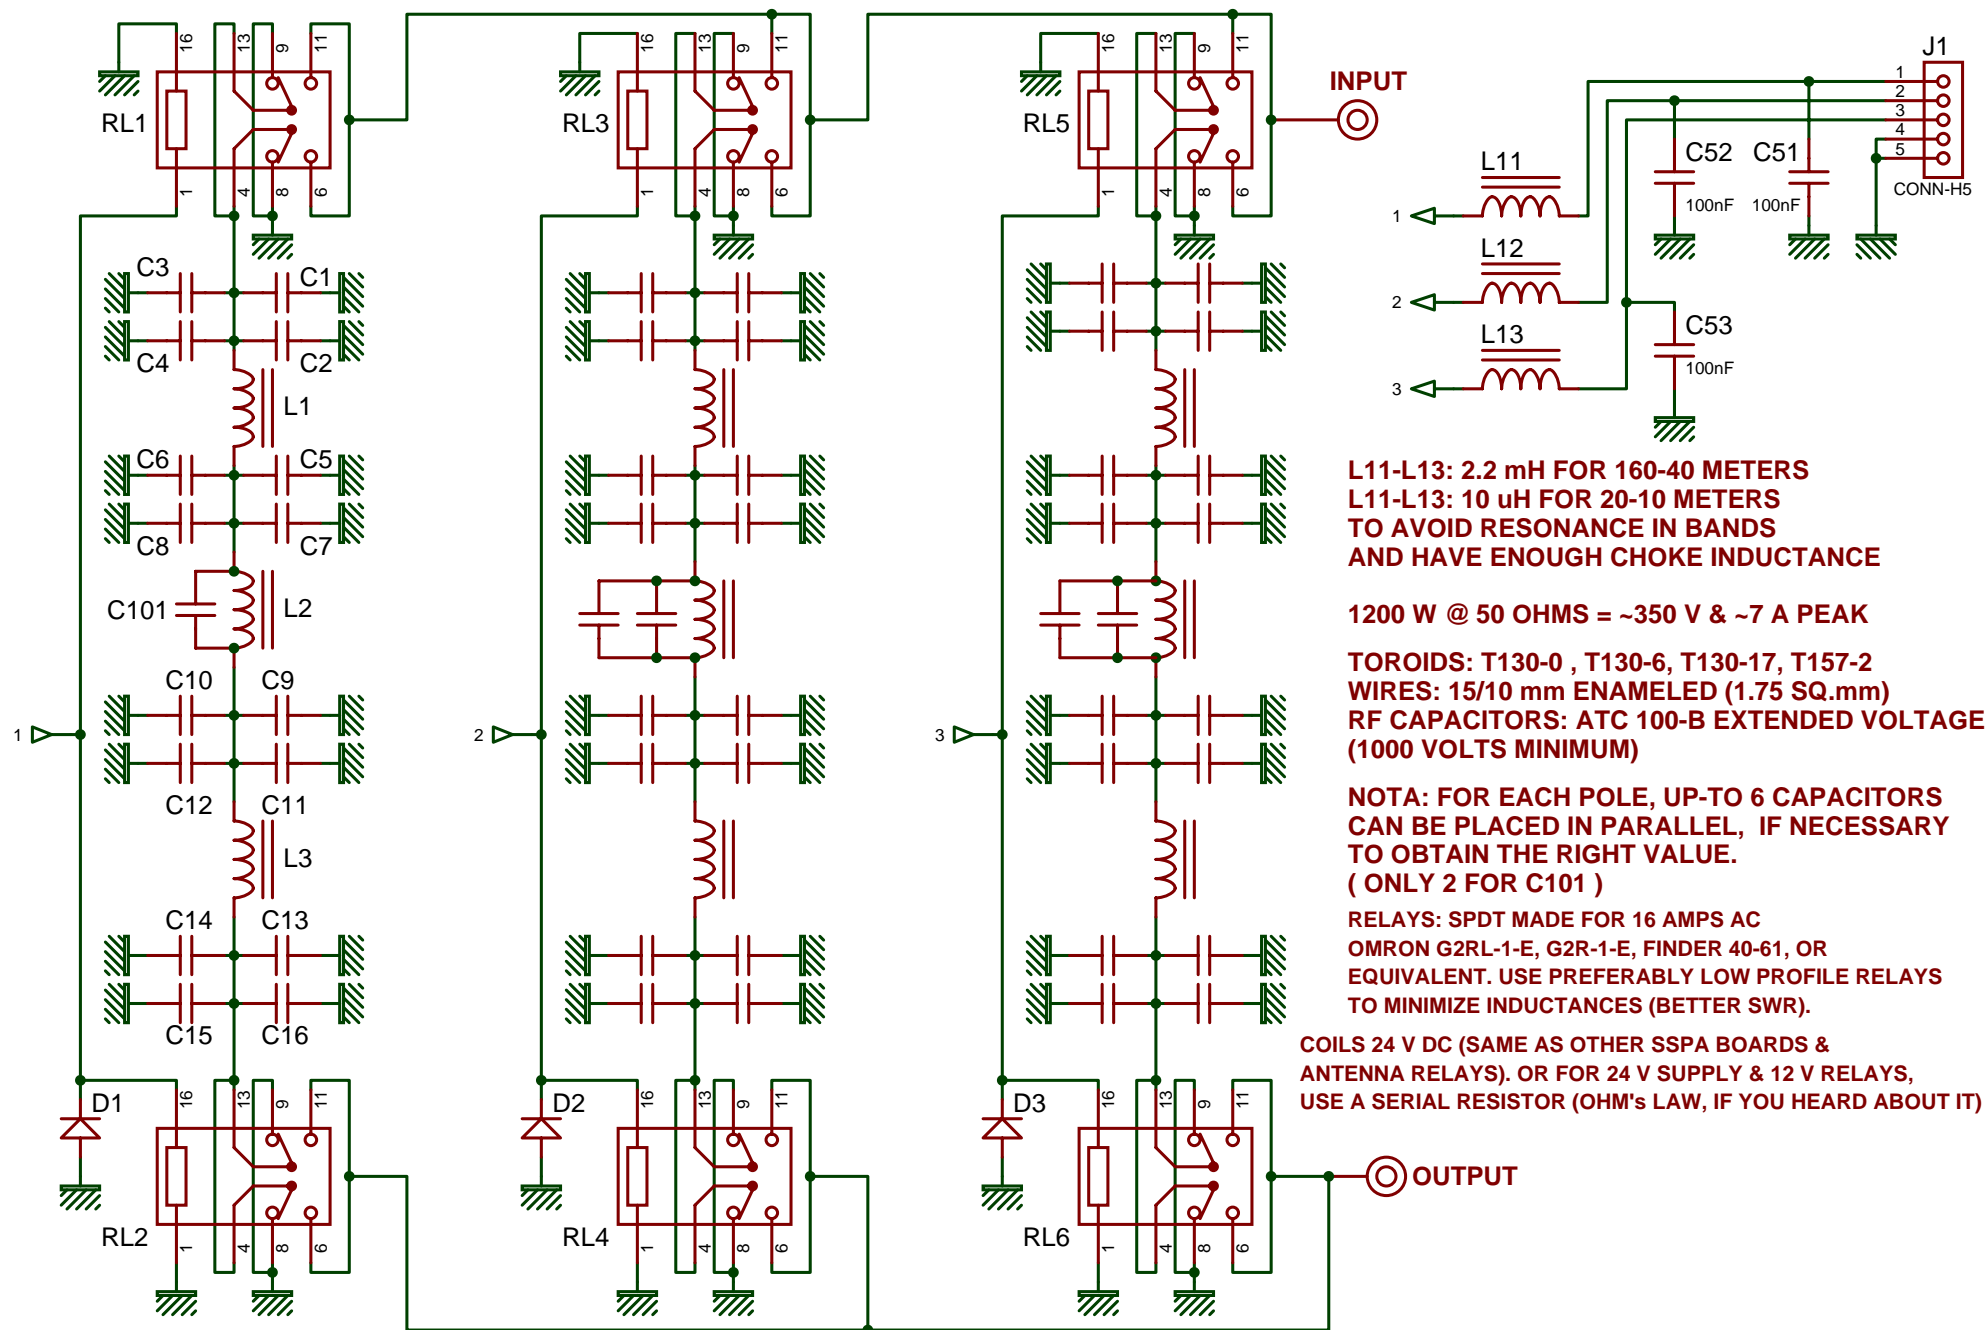 16
13
9
11
RL1
1
4
8
6
16
13
9
11
RL3
1
4
8
6
16
13
9
11
RL5
1
4
8
6
INPUT
J1
1
2
3
4
5
CONN-H5
C52
100nF
C51
100nF
L11
1
L12
2
L13
3
C53
100nF
C3
C1
C4
C2
L1
C6
C5
C8
C7
C101
L2
C10
C9
1
2
3
C12
C11
L3
C14
C13
C15
C16
D1
16
13
9
11
RL2
1
4
8
6
D2
16
13
9
11
RL4
1
4
8
6
D3
16
13
9
11
RL6
1
4
8
6
OUTPUT
L11-L13: 2.2 mH FOR 160-40 METERS
L11-L13: 10 uH FOR 20-10 METERS
TO AVOID RESONANCE IN BANDS
AND HAVE ENOUGH CHOKE INDUCTANCE
1200 W @ 50 OHMS = ~350 V & ~7 A PEAK
TOROIDS: T130-0 , T130-6, T130-17, T157-2
WIRES: 15/10 mm ENAMELED (1.75 SQ.mm)
RF CAPACITORS: ATC 100-B EXTENDED VOLTAGE
(1000 VOLTS MINIMUM)
NOTA: FOR EACH POLE, UP-TO 6 CAPACITORS
CAN BE PLACED IN PARALLEL, IF NECESSARY
TO OBTAIN THE RIGHT VALUE.
( ONLY 2 FOR C101 )
RELAYS: SPDT MADE FOR 16 AMPS AC
OMRON G2RL-1-E, G2R-1-E, FINDER 40-61, OR
EQUIVALENT. USE PREFERABLY LOW PROFILE RELAYS
TO MINIMIZE INDUCTANCES (BETTER SWR).
COILS 24 V DC (SAME AS OTHER SSPA BOARDS &
ANTENNA RELAYS). OR FOR 24 V SUPPLY & 12 V RELAYS,
USE A SERIAL RESISTOR (OHM's LAW, IF YOU HEARD ABOUT IT)